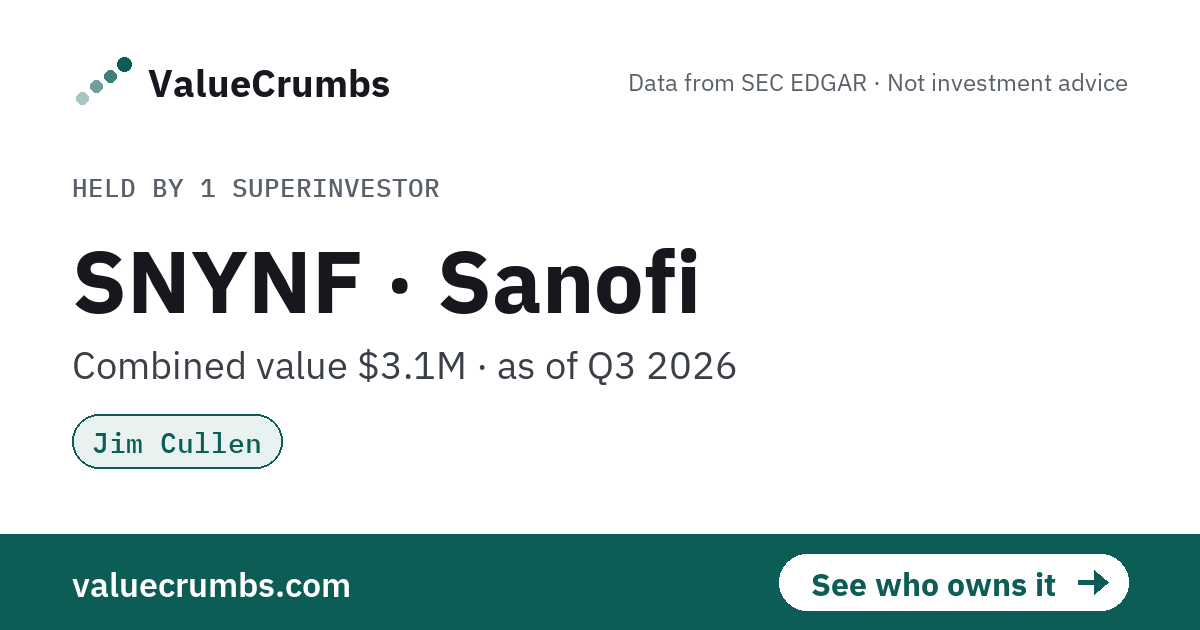 ValueCrumbs
Data from SEC EDGAR · Not investment advice
HELD BY 1 SUPERINVESTOR
SNYNF · Sanofi
Combined value $3.1M · as of Q3 2026
Jim Cullen
valuecrumbs.com
See who owns it